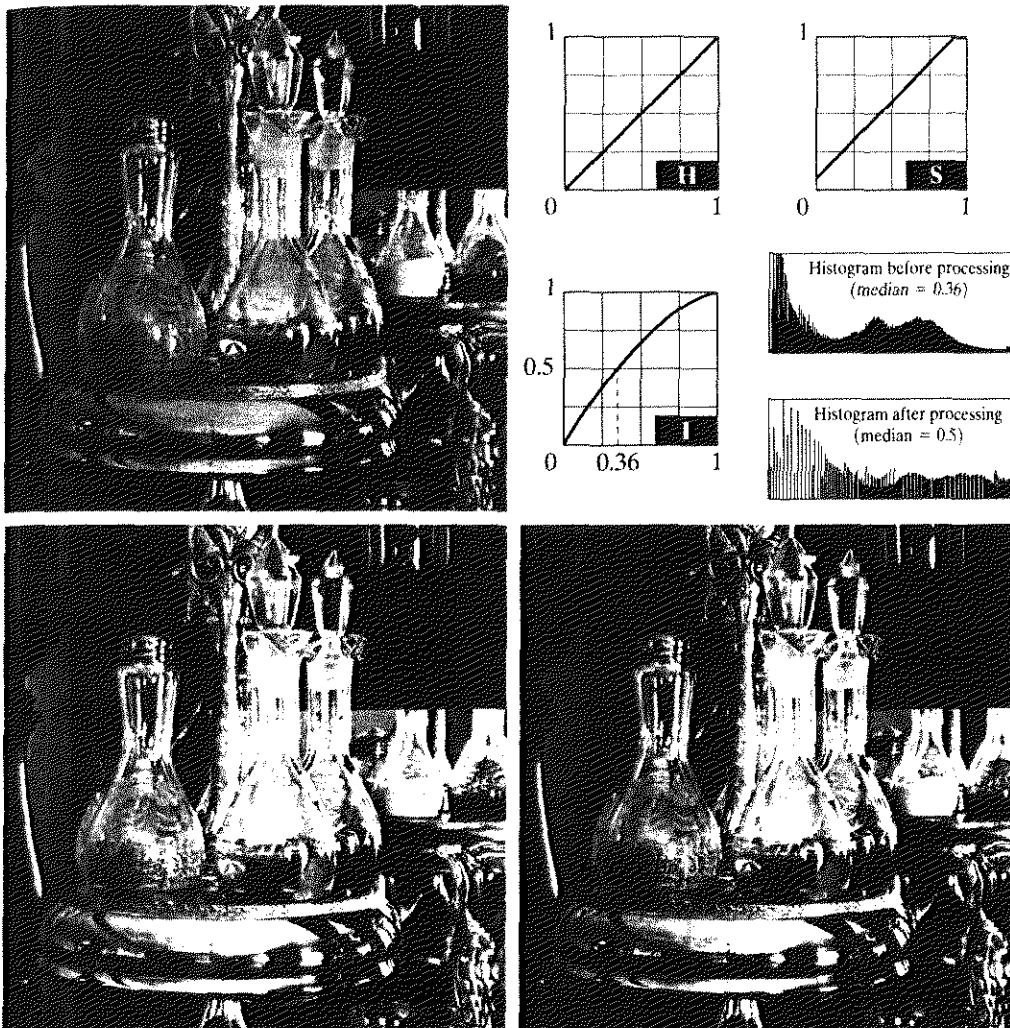 1
1
H
S
0
1
0
1
Histogram before processing
(median = 0.36)
1
0.5
I
0
0.36
1
Histogram after processing
(median = 0.5)